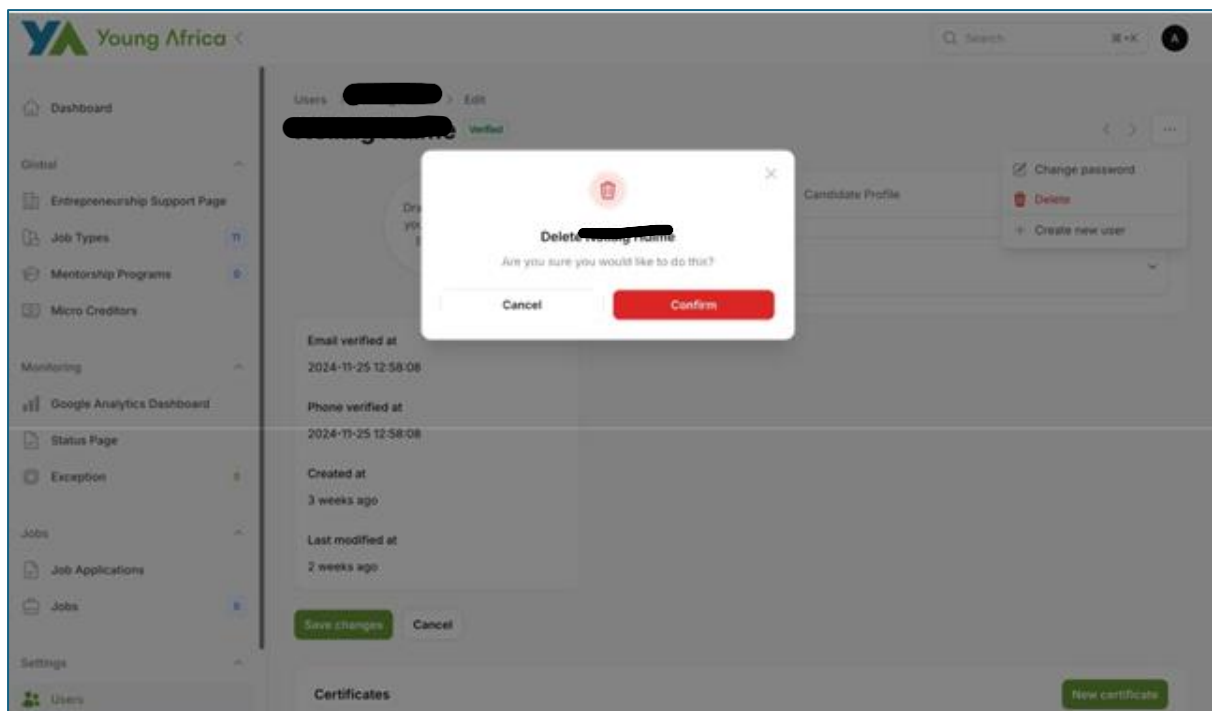 YA Young Africa <
Search ⌘+K A
Dashboard
Global
Entrepreneurship Support Page
Job Types 11
Mentorship Programs
Micro Creditors
Monitoring
Google Analytics Dashboard
Status Page
Exception
Jobs
Job Applications
Jobs
Settings
Users
Users > Edit
Verified
Change password
Delete
Create new user
Candidate Profile
Delete
Are you sure you would like to do this?
Cancel Confirm
Email verified at
2024-11-25 12:58:08
Phone verified at
2024-11-25 12:58:08
Created at
3 weeks ago
Last modified at
2 weeks ago
Save changes Cancel
Certificates New certificate